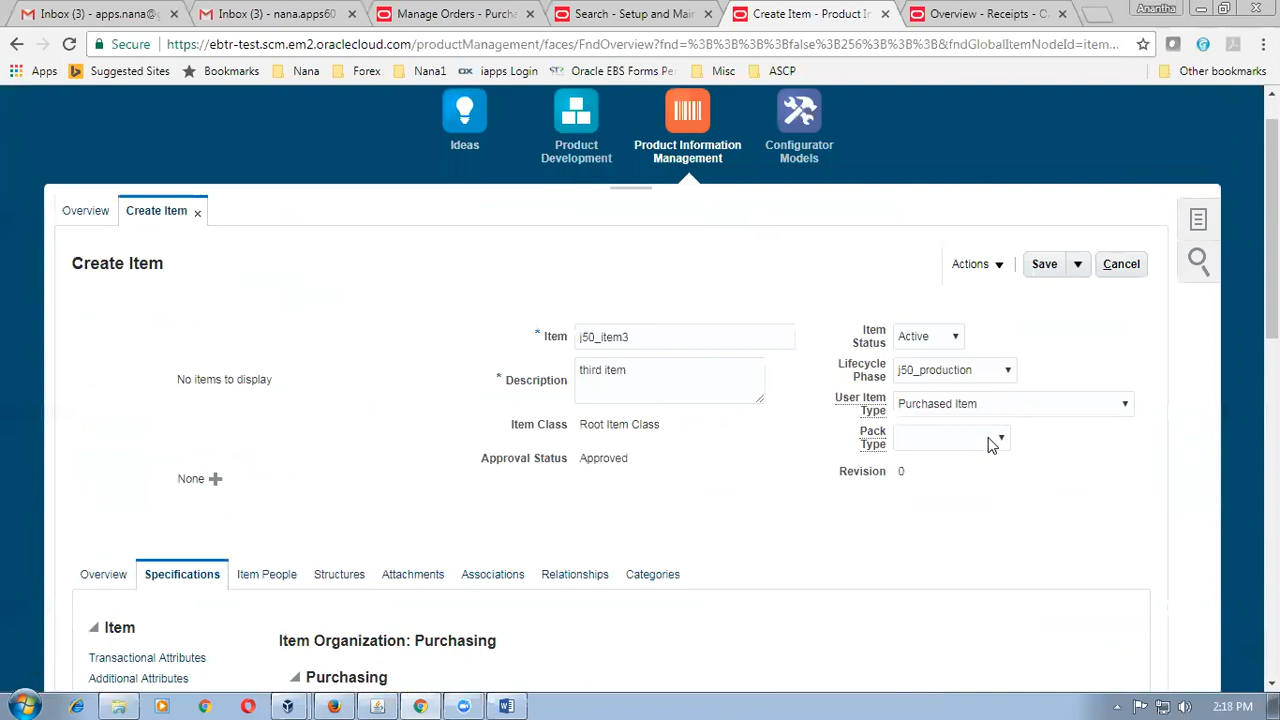 Inbox (3) - appsnana@g
Inbox (3) - nana.apps60
Manage Orders - Purcha
Search - Setup and Main
Create Item - Product In
Overview - Receipts - O
Anantha
Secure
https://ebtr-test.scm.em2.oraclecloud.com/productManagement/faces/FndOverview?fnd=%3B%3B%3B%3Bfalse%3B256%3B%3B%3B&fndGlobalItemNodeId=item...
Apps
Suggested Sites
Bookmarks
Nana
Forex
Nana1
iapps Login
Oracle EBS Forms Per
Misc
ASCP
Other bookmarks
Ideas
Product Development
Product Information Management
Configurator Models
Overview
Create Item
Create Item
Actions
Save
Cancel
* Item
j50_item3
* Description
third item
Item Class
Root Item Class
Approval Status
Approved
No items to display
None
Item Status
Active
Lifecycle Phase
j50_production
User Item Type
Purchased Item
Pack Type
Revision
0
Overview
Specifications
Item People
Structures
Attachments
Associations
Relationships
Categories
Item
Transactional Attributes
Additional Attributes
Item Organization: Purchasing
Purchasing
2:18 PM